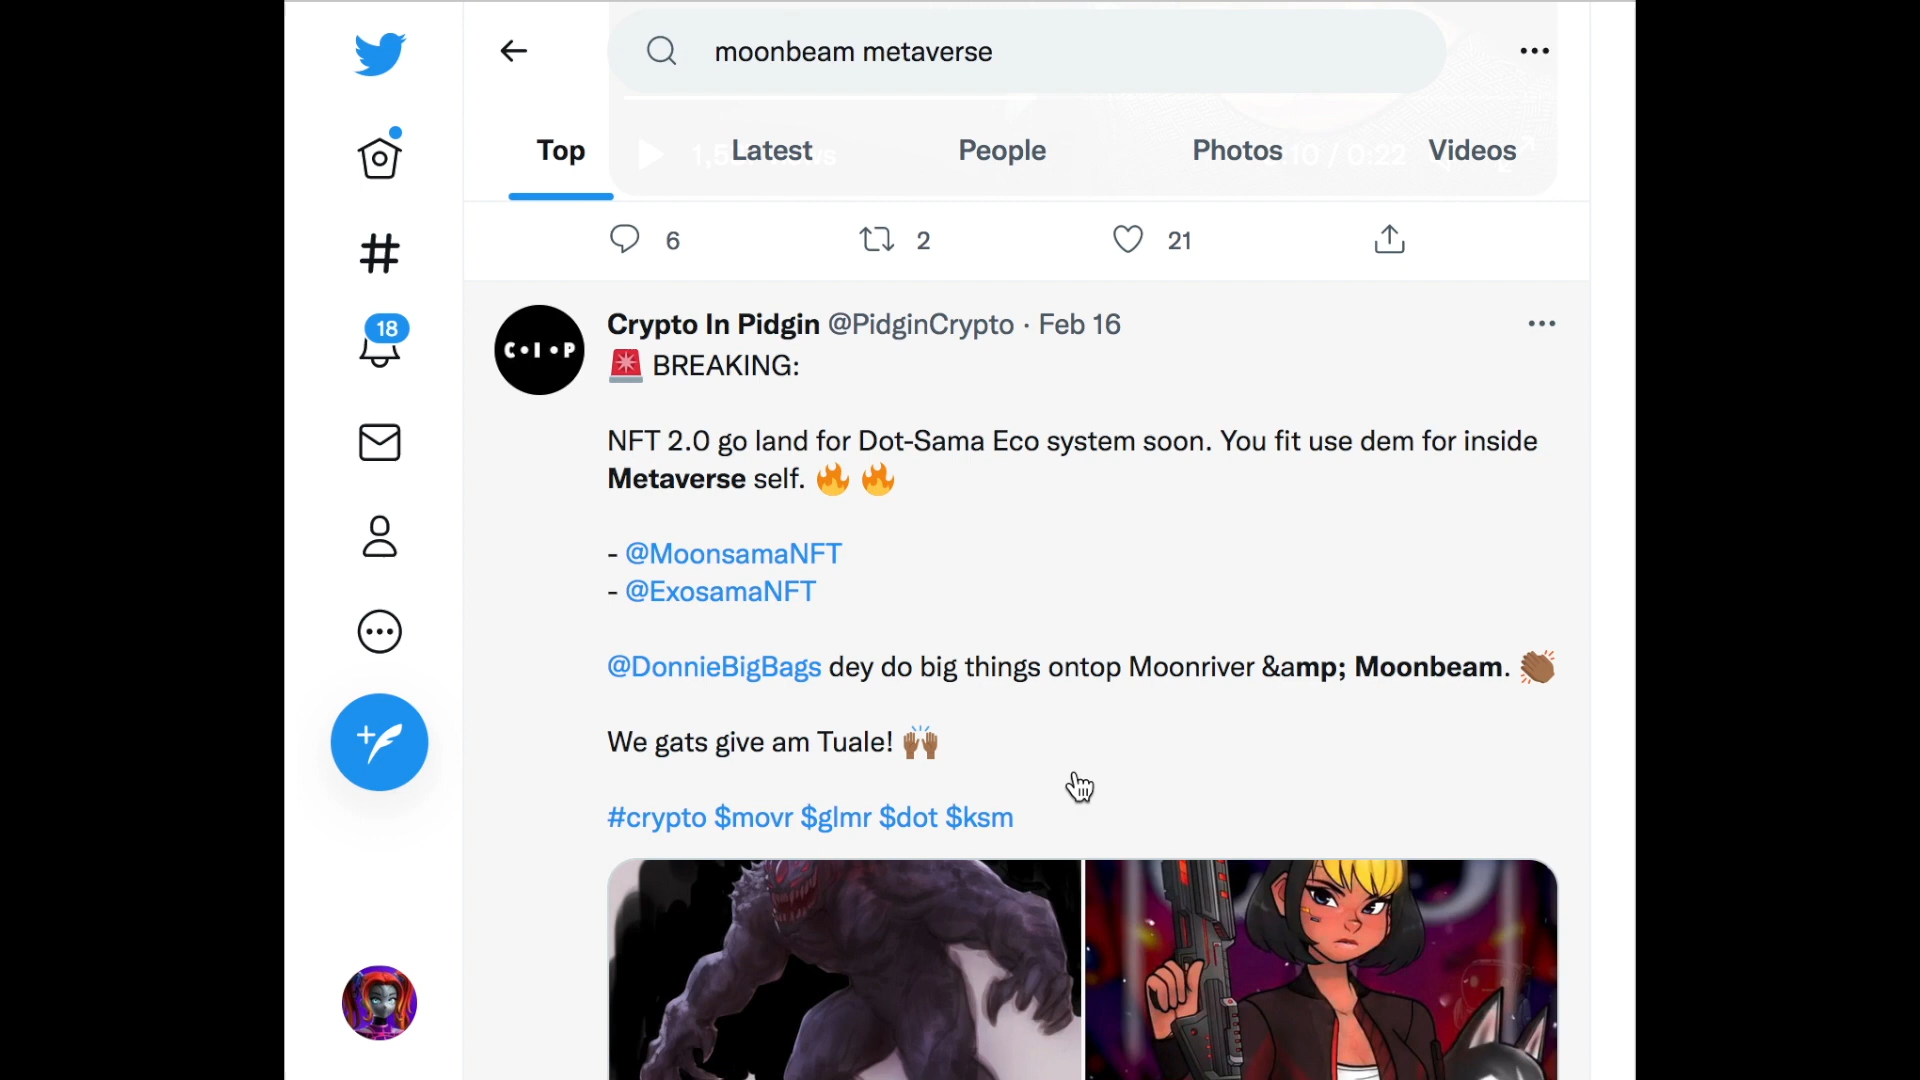 moonbeam metaverse
Top Latest People Photos Videos
6 2 21
18
C•I•P
Crypto In Pidgin @PidginCrypto · Feb 16
🚨 BREAKING:
NFT 2.0 go land for Dot-Sama Eco system soon. You fit use dem for inside
Metaverse self. 🔥 🔥
- @MoonsamaNFT
- @ExosamaNFT
@DonnieBigBags dey do big things ontop Moonriver &amp; Moonbeam. 👏🏾
We gats give am Tuale! 🙌🏾
#crypto $movr $glmr $dot $ksm